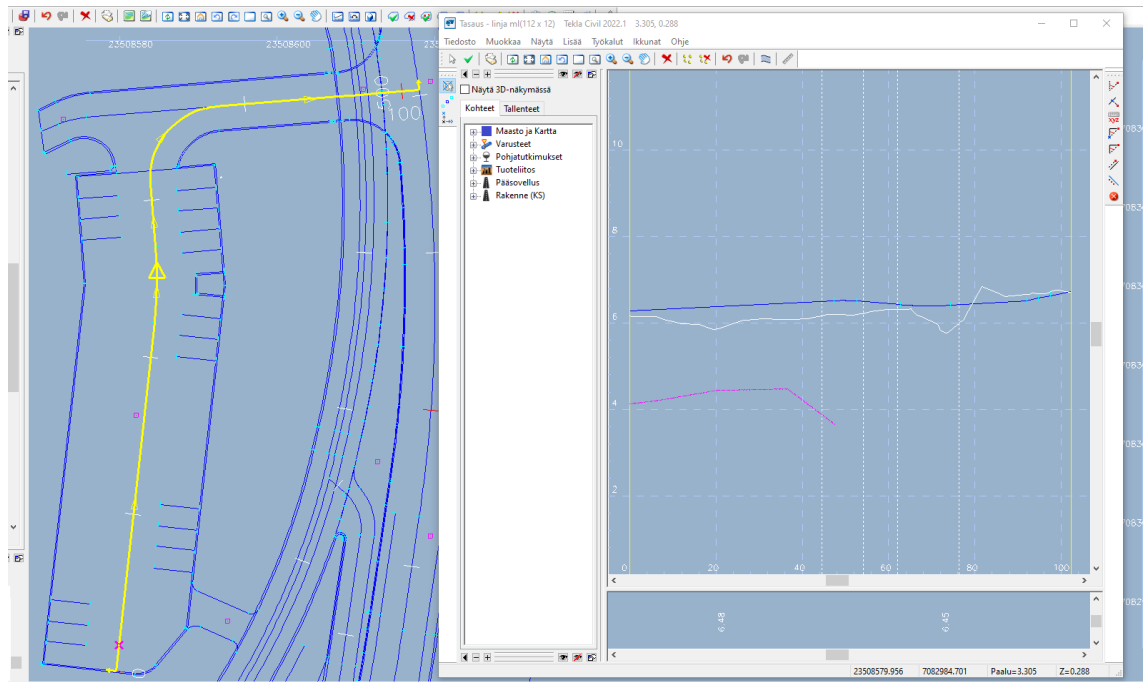 Tasaus - linja ml(112 x 12)   Tekla Civil 2022.1   3.305, 0.288
Tiedosto Muokkaa Näytä Lisää Työkalut Ikkunat Ohje
23508580
23508600
Näytä 3D-näkymässä
Kohteet Tallenteet
Maasto ja Kartta
Varusteet
Pohjatutkimukset
Tuoteliitos
Pääsovellus
Rakenne (KS)
100
xyz
10
8
6
4
2
0 20 40 60 80 100
6.48
6.45
0
23508579.956 7082984.701 Paalu=3.305 Z=0.288